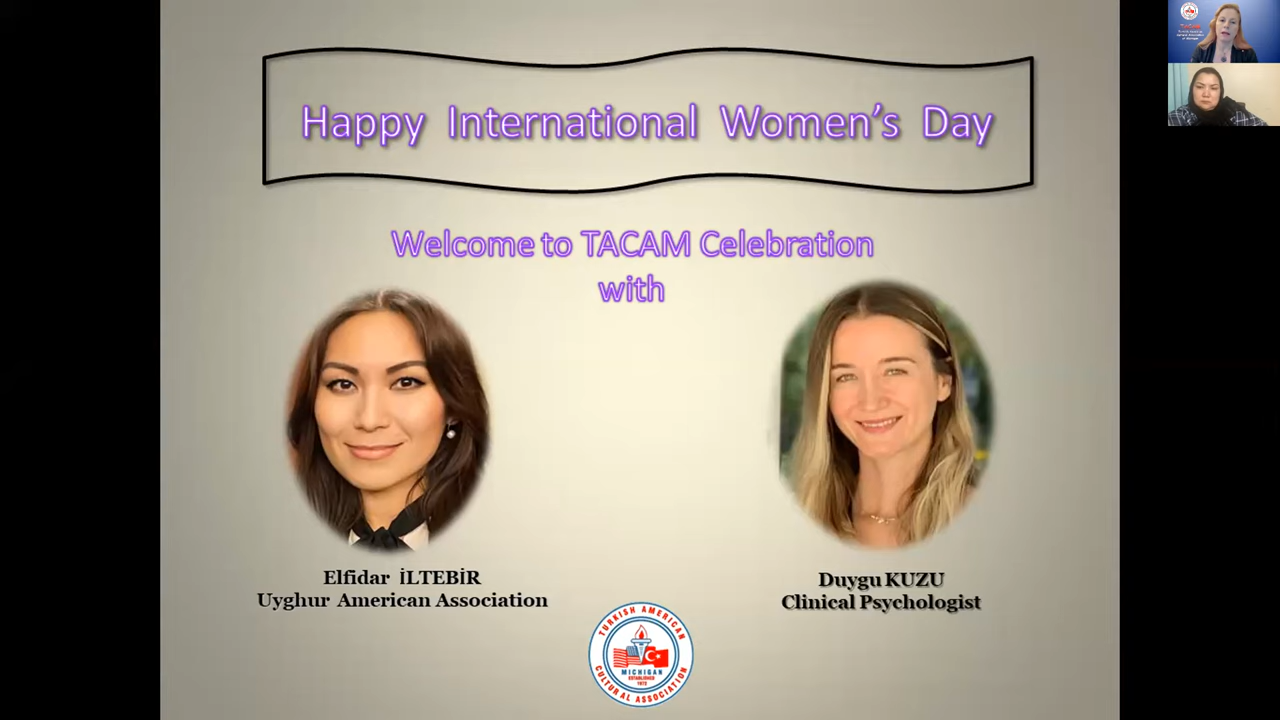 Happy International Women's Day
Welcome to TACAM Celebration
with
Elfidar İLTEBİR
Uyghur American Association
Duygu KUZU
Clinical Psychologist
TURKISH AMERICAN
MICHIGAN
ESTABLISHED
CULTURAL ASSOCIATION